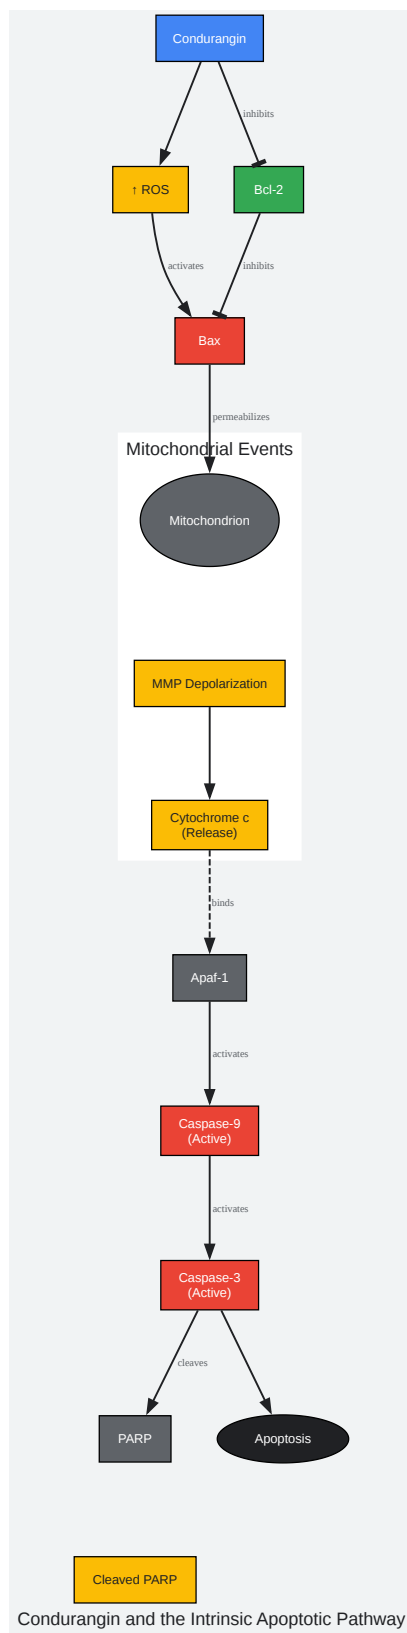 Condurangin
inhibits
↑ ROS
Bcl-2
activates
inhibits
Bax
permeabilizes
Mitochondrial Events
Mitochondrion
MMP Depolarization
Cytochrome c
(Release)
binds
Apaf-1
activates
Caspase-9
(Active)
activates
Caspase-3
(Active)
cleaves
PARP
Apoptosis
Cleaved PARP
Condurangin and the Intrinsic Apoptotic Pathway